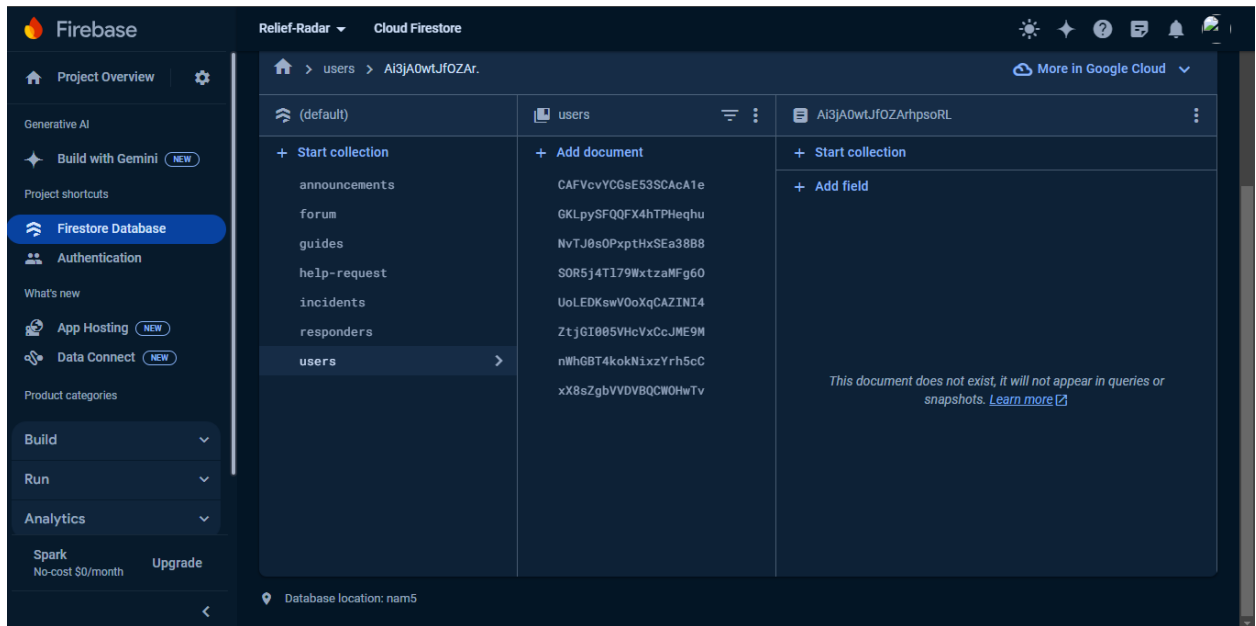 Firebase
Relief-Radar
Cloud Firestore
Project Overview
Generative AI
Build with Gemini NEW
Project shortcuts
Firestore Database
Authentication
What's new
App Hosting NEW
Data Connect NEW
Product categories
Build
Run
Analytics
Spark
No-cost $0/month
Upgrade
users > Ai3jA0wtJfOZAr.
More in Google Cloud
(default)
+ Start collection
announcements
forum
guides
help-request
incidents
responders
users
users
+ Add document
CAFVcvYCGsE53SCAcA1e
GKLpySFQQFX4hTPHeqhu
NvTJ0sOPxptHxSEa38B8
SOR5j4Tl79WxtzaMFg6O
UoLEDKswVOoXqCAZINI4
ZtjGI005VHcVxCcJME9M
nWhGBT4kokNixzYrh5cC
xX8sZgbVVDVBQCWOHwTv
Ai3jA0wtJfOZArhpsoRL
+ Start collection
+ Add field
This document does not exist, it will not appear in queries or
snapshots. Learn more
Database location: nam5